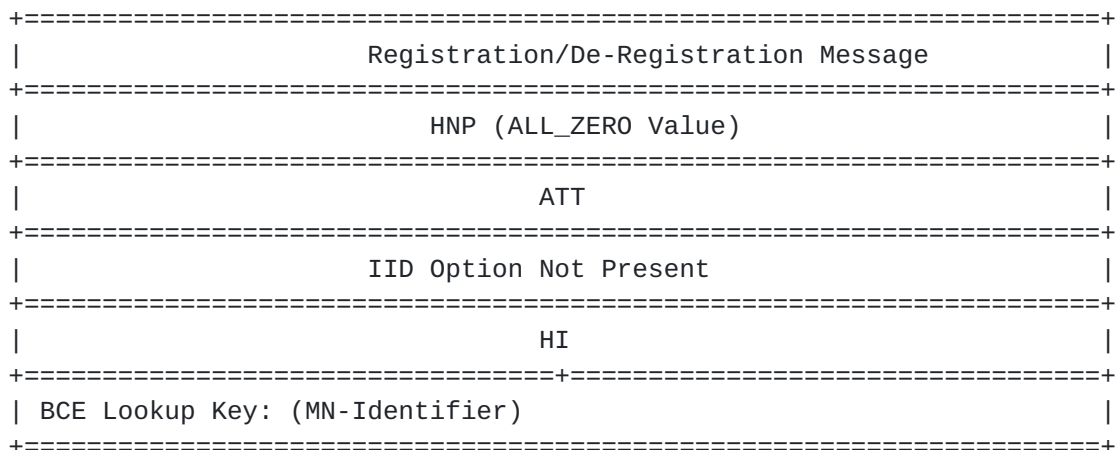 +=====================================================================+
|                      Registration/De-Registration Message           |
+=====================================================================+
|                          HNP (ALL_ZERO Value)                       |
+=====================================================================+
|                                 ATT                                 |
+=====================================================================+
|                      IID Option Not Present                         |
+=====================================================================+
|                                 HI                                  |
+==================================+==================================+
| BCE Lookup Key: (MN-Identifier)                                     |
+=====================================================================+